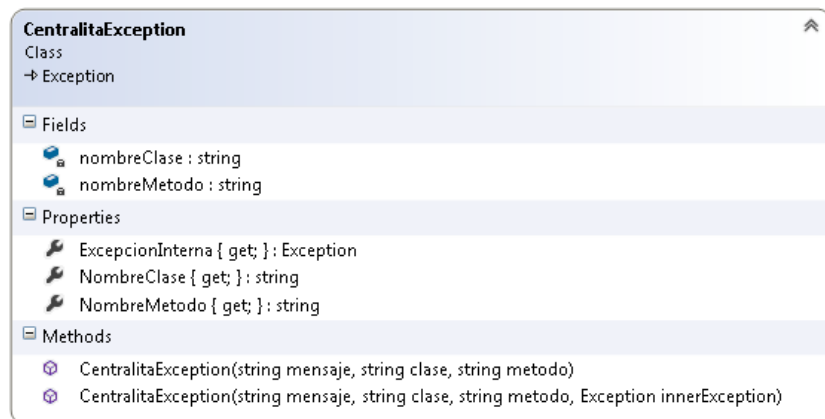 CentralitaException
Class
Exception
Fields
nombreClase : string
nombreMetodo : string
Properties
ExcepcionInterna { get; } : Exception
NombreClase { get; } : string
NombreMetodo { get; } : string
Methods
CentralitaException(string mensaje, string clase, string metodo)
CentralitaException(string mensaje, string clase, string metodo, Exception innerException)